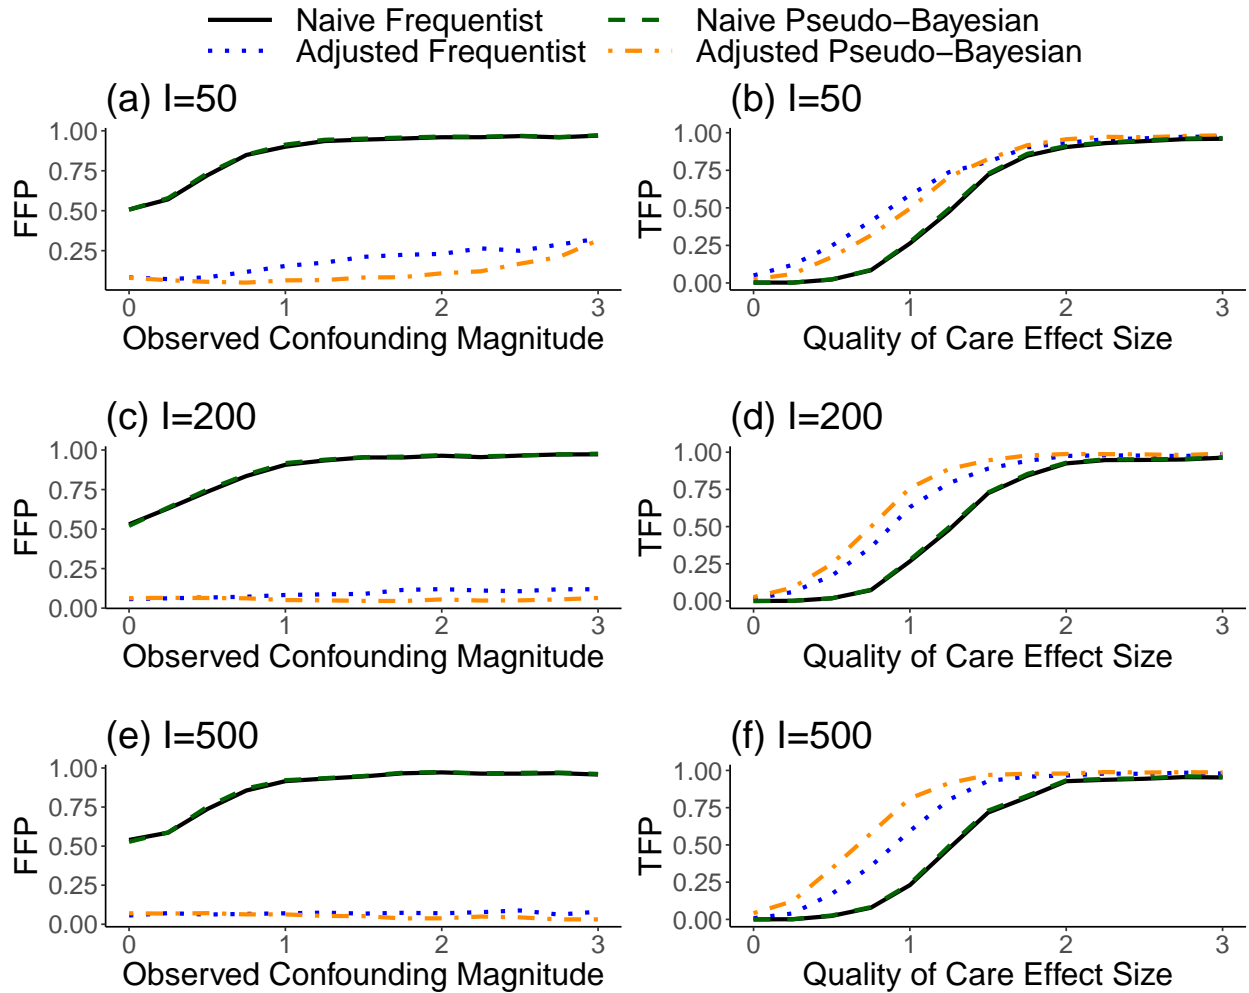 Naive Frequentist Naive Pseudo−Bayesian
Adjusted Frequentist Adjusted Pseudo−Bayesian
(a) I=50
1.00
0.75
0.50
0.25
FFP
0 1 2 3
Observed Confounding Magnitude
(b) I=50
1.00
0.75
0.50
0.25
0.00
TFP
0 1 2 3
Quality of Care Effect Size
(c) I=200
1.00
0.75
0.50
0.25
0.00
FFP
0 1 2 3
Observed Confounding Magnitude
(d) I=200
1.00
0.75
0.50
0.25
0.00
TFP
0 1 2 3
Quality of Care Effect Size
(e) I=500
1.00
0.75
0.50
0.25
0.00
FFP
0 1 2 3
Observed Confounding Magnitude
(f) I=500
1.00
0.75
0.50
0.25
0.00
TFP
0 1 2 3
Quality of Care Effect Size